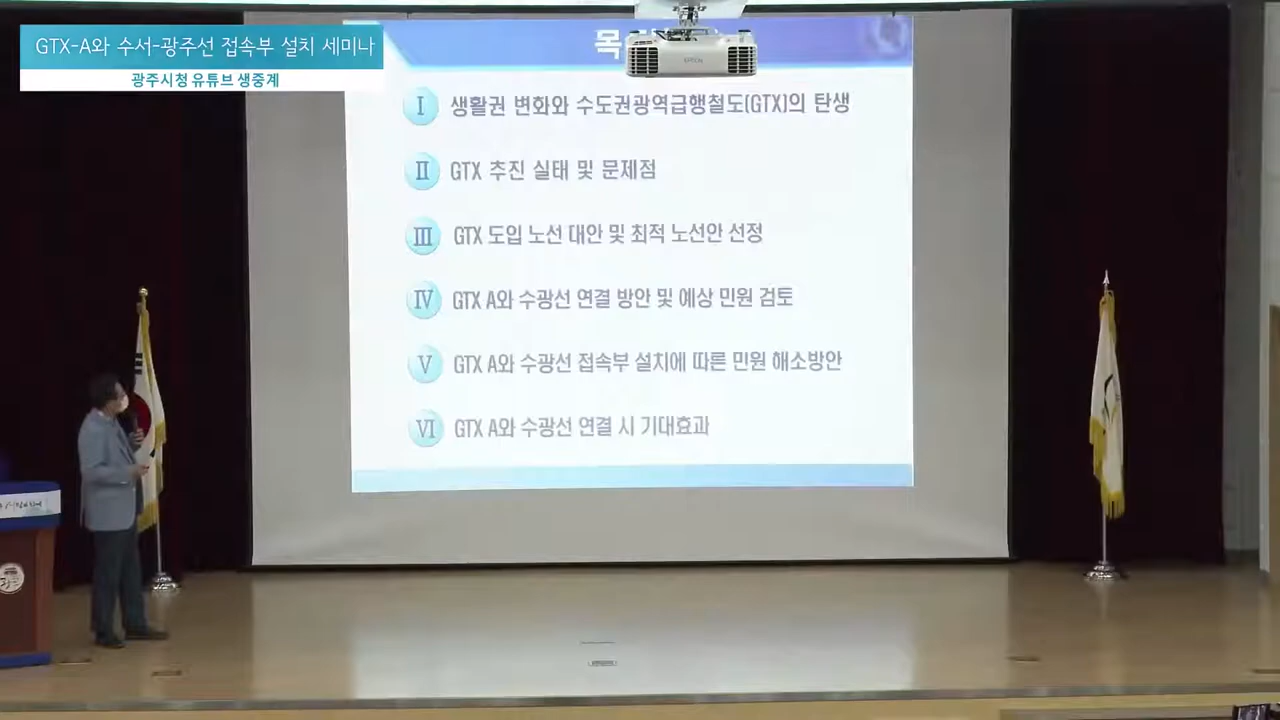 GTX-A와 수서-광주선 접속부 설치 세미나
광주시청 유튜브 생중계
목
EPSON
Ⅰ 생활권 변화와 수도권광역급행철도(GTX)의 탄생
Ⅱ GTX 추진 실태 및 문제점
Ⅲ GTX 도입 노선 대안 및 최적 노선안 선정
Ⅳ GTX A와 수광선 연결 방안 및 예상 민원 검토
Ⅴ GTX A와 수광선 접속부 설치에 따른 민원 해소방안
Ⅵ GTX A와 수광선 연결 시 기대효과